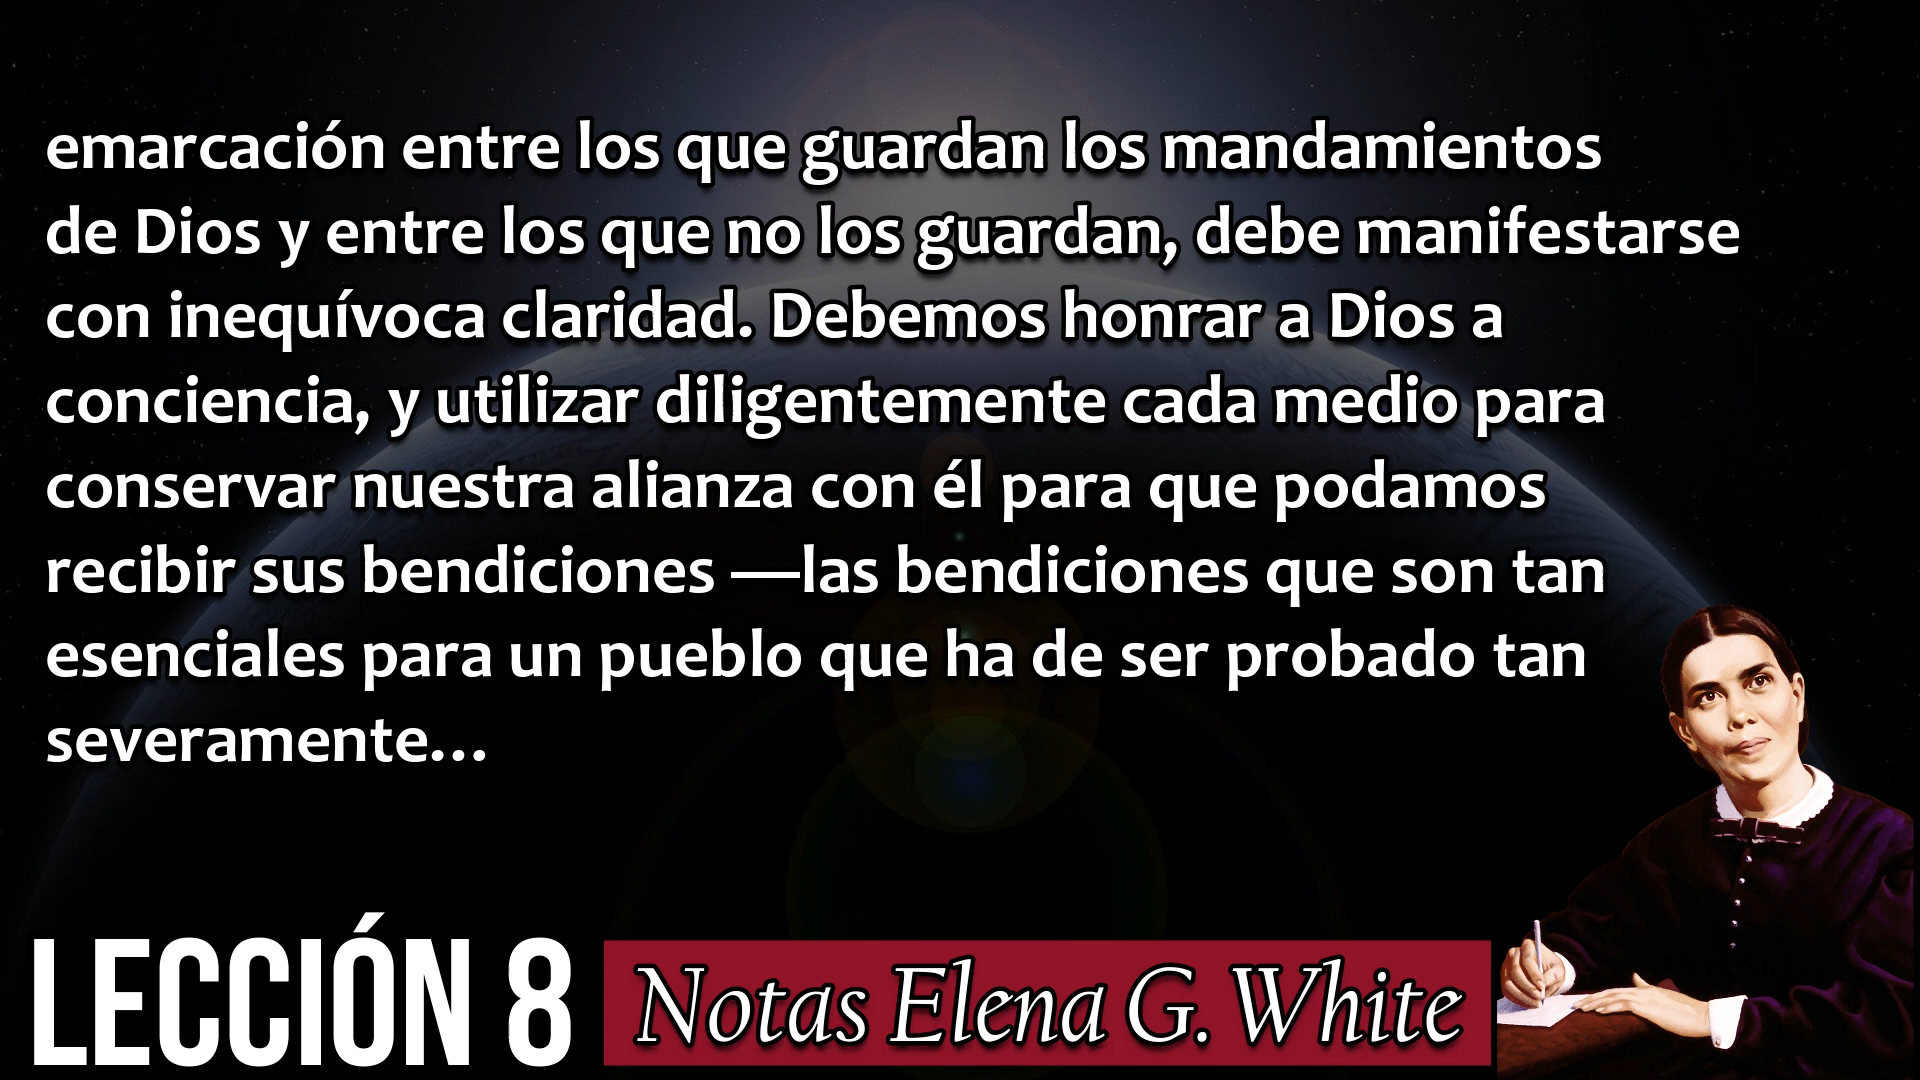 emarcación entre los que guardan los mandamientos
de Dios y entre los que no los guardan, debe manifestarse
con inequívoca claridad. Debemos honrar a Dios a
conciencia, y utilizar diligentemente cada medio para
conservar nuestra alianza con él para que podamos
recibir sus bendiciones —las bendiciones que son tan
esenciales para un pueblo que ha de ser probado tan
severamente…
LECCIÓN 8
Notas Elena G. White